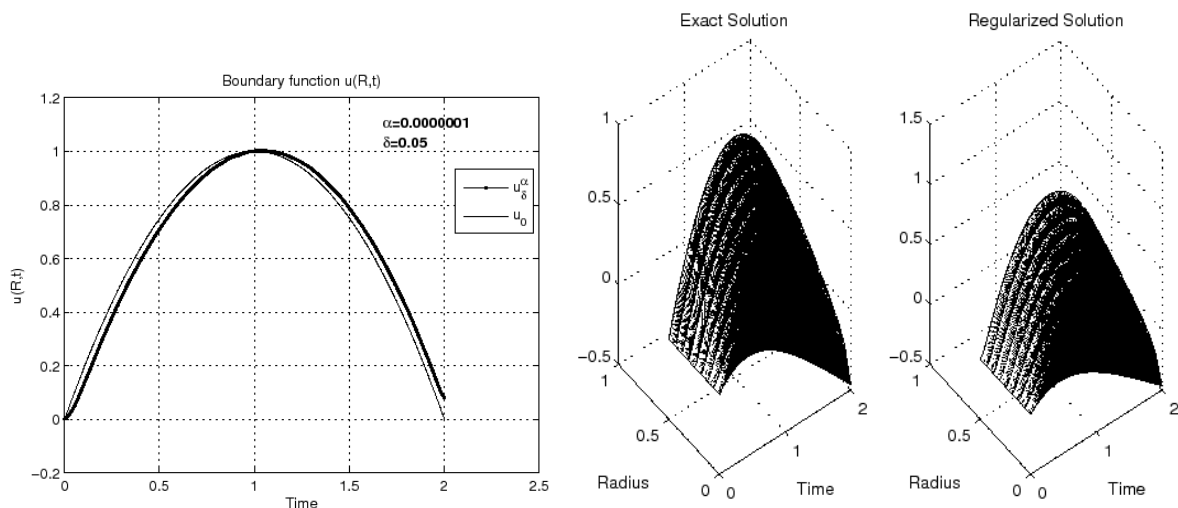 Boundary function u(R,t)
1.2
1
0.8
0.6
0.4
0.2
0
−0.2
u(R,t)
α=0.0000001
δ=0.05
u_δ^α
u_0
0 0.5 1 1.5 2 2.5
Time
Exact Solution
1
0.5
0
−0.5
1
0.5
0
Radius
0
1
2
Time
Regularized Solution
1.5
1
0.5
0
−0.5
1
0.5
0
Radius
0
1
2
Time